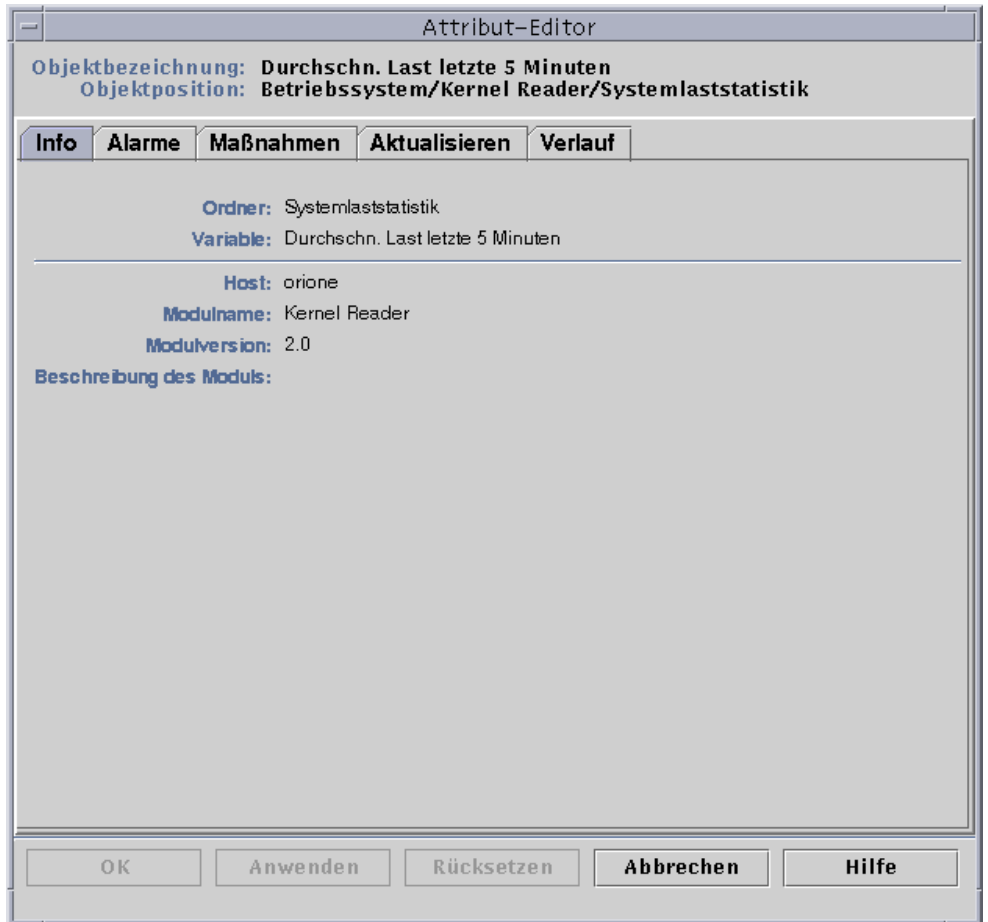 Attribut-Editor
Objektbezeichnung: Durchschn. Last letzte 5 Minuten
Objektposition: Betriebssystem/Kernel Reader/Systemlaststatistik
Info Alarme Maßnahmen Aktualisieren Verlauf
Ordner: Systemlaststatistik
Variable: Durchschn. Last letzte 5 Minuten
Host: orione
Modulname: Kernel Reader
Modulversion: 2.0
Beschreibung des Moduls:
OK Anwenden Rücksetzen Abbrechen Hilfe